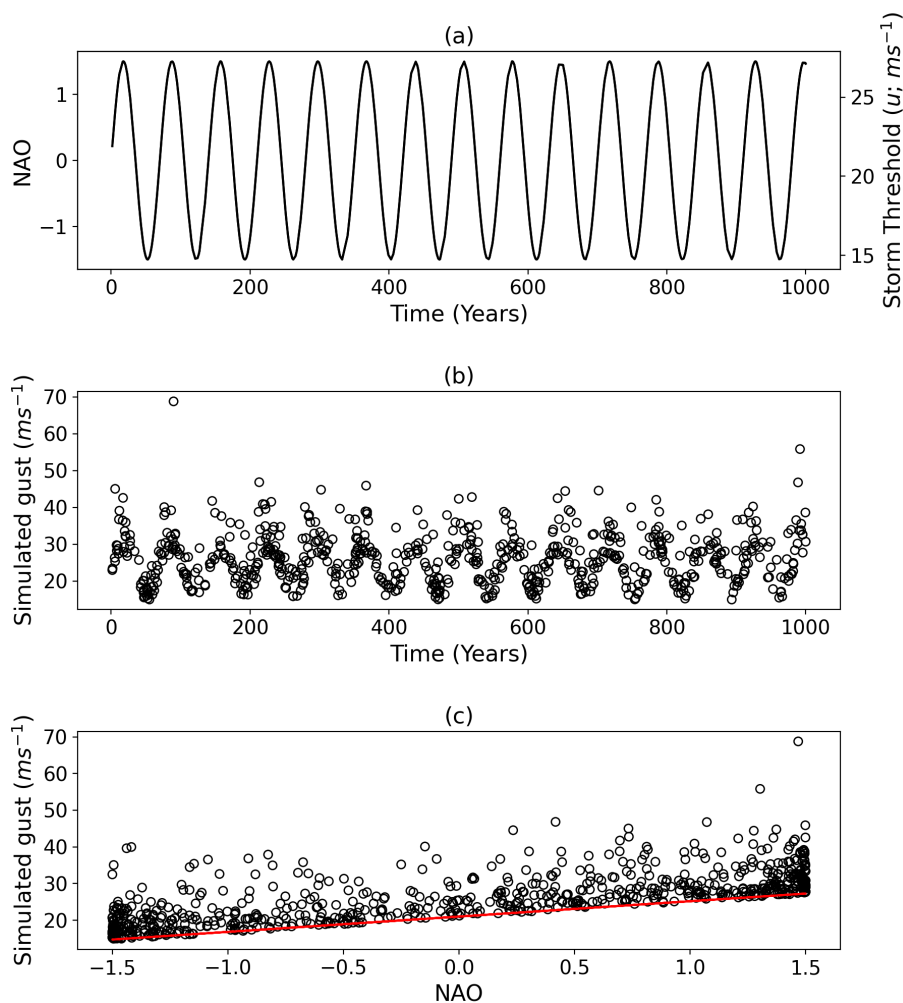 (a)
NAO
1
0
−1
25
20
15
Storm Threshold (u; ms⁻¹)
0 200 400 600 800 1000
Time (Years)
(b)
Simulated gust (ms⁻¹)
70
60
50
40
30
20
0 200 400 600 800 1000
Time (Years)
(c)
Simulated gust (ms⁻¹)
70
60
50
40
30
20
−1.5 −1.0 −0.5 0.0 0.5 1.0 1.5
NAO